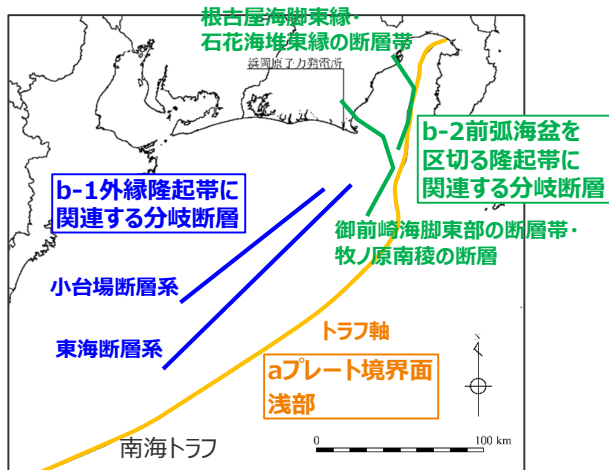 根古屋海脚東縁・
石花海堆東縁の断層帯
浜岡原子力発電所
b-2前弧海盆を
区切る隆起帯に
関連する分岐断層
b-1外縁隆起帯に
関連する分岐断層
御前崎海脚東部の断層帯・
牧ノ原南稜の断層
小台場断層系
東海断層系
トラフ軸
aプレート境界面
浅部
N
南海トラフ
0 100 km